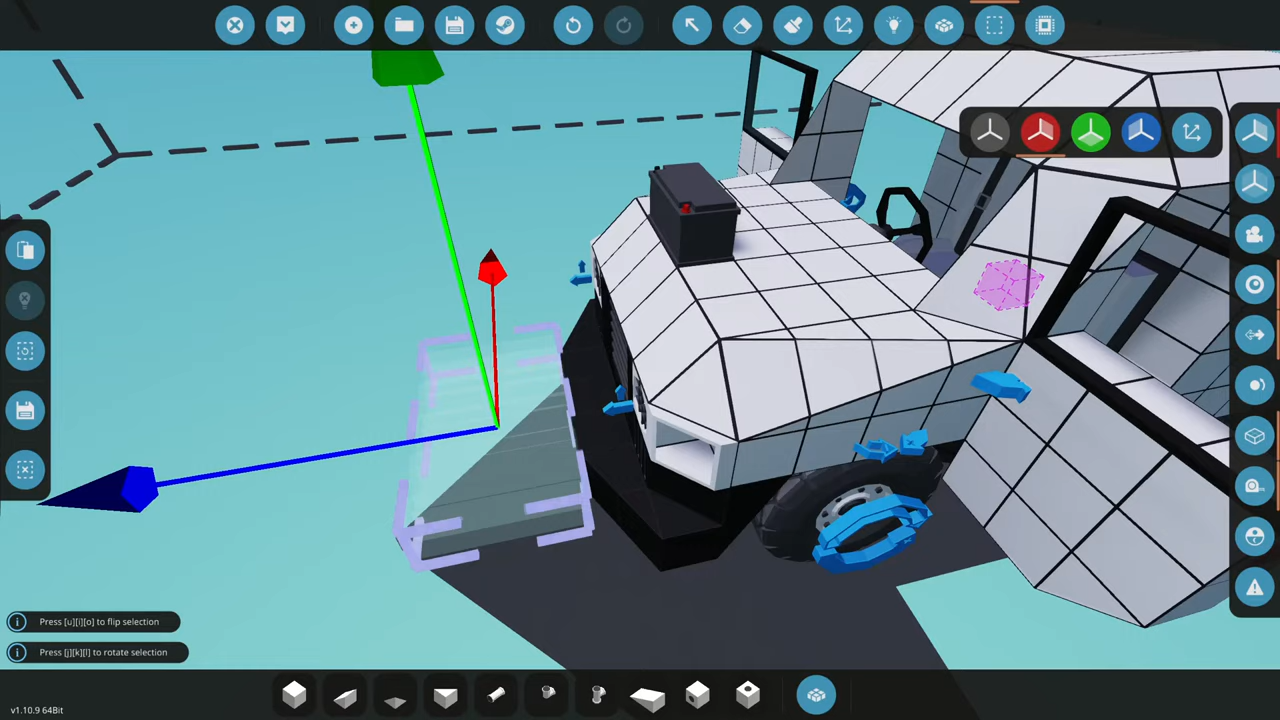 Press [u][i][o] to flip selection
Press [j][k][l] to rotate selection
v1.10.9 64Bit